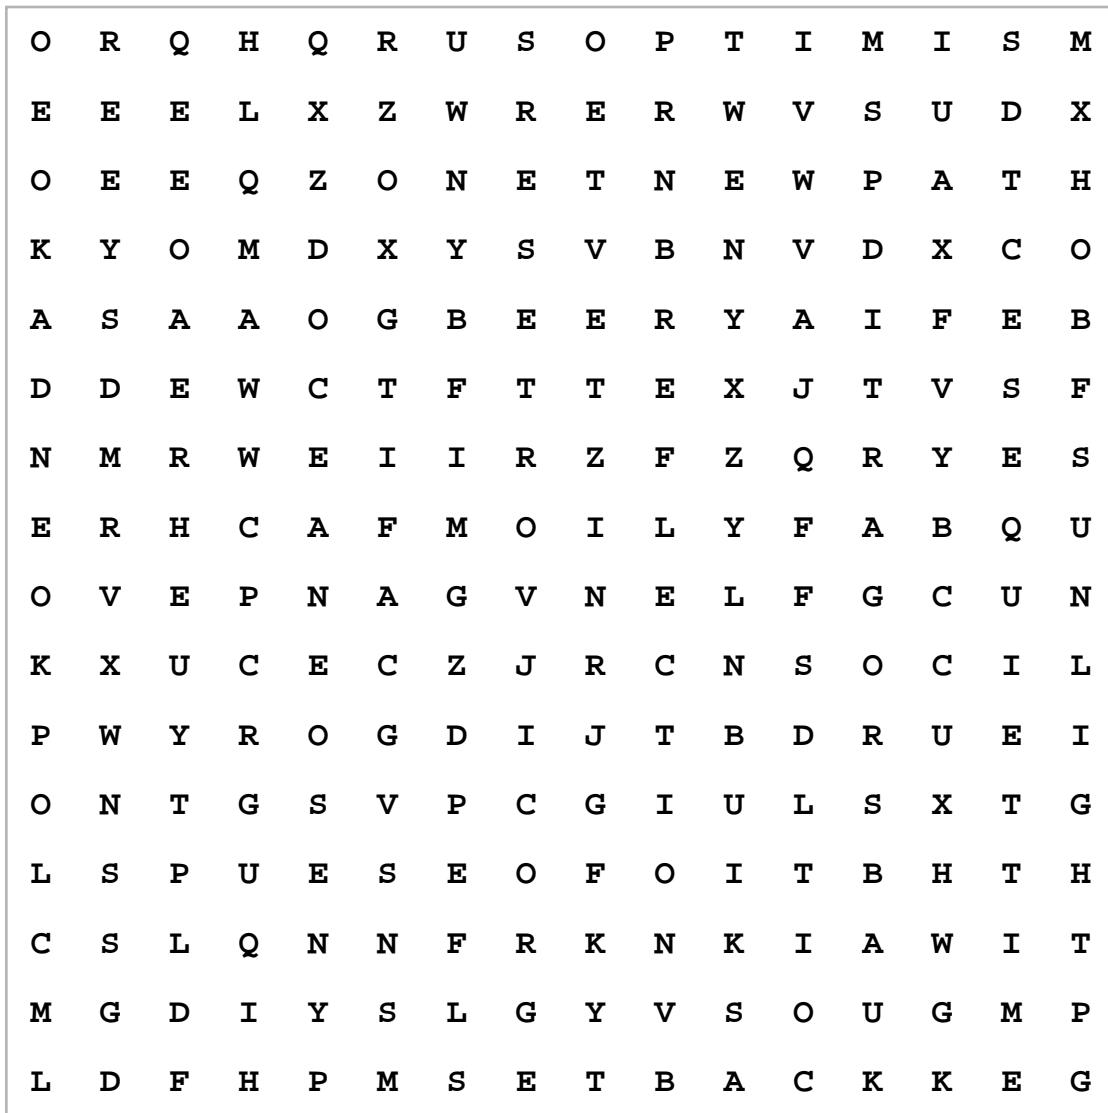 O R Q H Q R U S O P T I M I S M
E E E L X Z W R E R W V S U D X
O E E Q Z O N E T N E W P A T H
K Y O M D X Y S V B N V D X C O
A S A A O G B E E R Y A I F E B
D D E W C T F T T E X J T V S F
N M R W E I I R Z F Z Q R Y E S
E R H C A F M O I L Y F A B Q U
O V E P N A G V N E L F G C U N
K X U C E C Z J R C N S O C I L
P W Y R O G D I J T B D R U E I
O N T G S V P C G I U L S X T G
L S P U E S E O F O I T B H T H
C S L Q N N F R K N K I A W I T
M G D I Y S L G Y V S O U G M P
L D F H P M S E T B A C K K E G